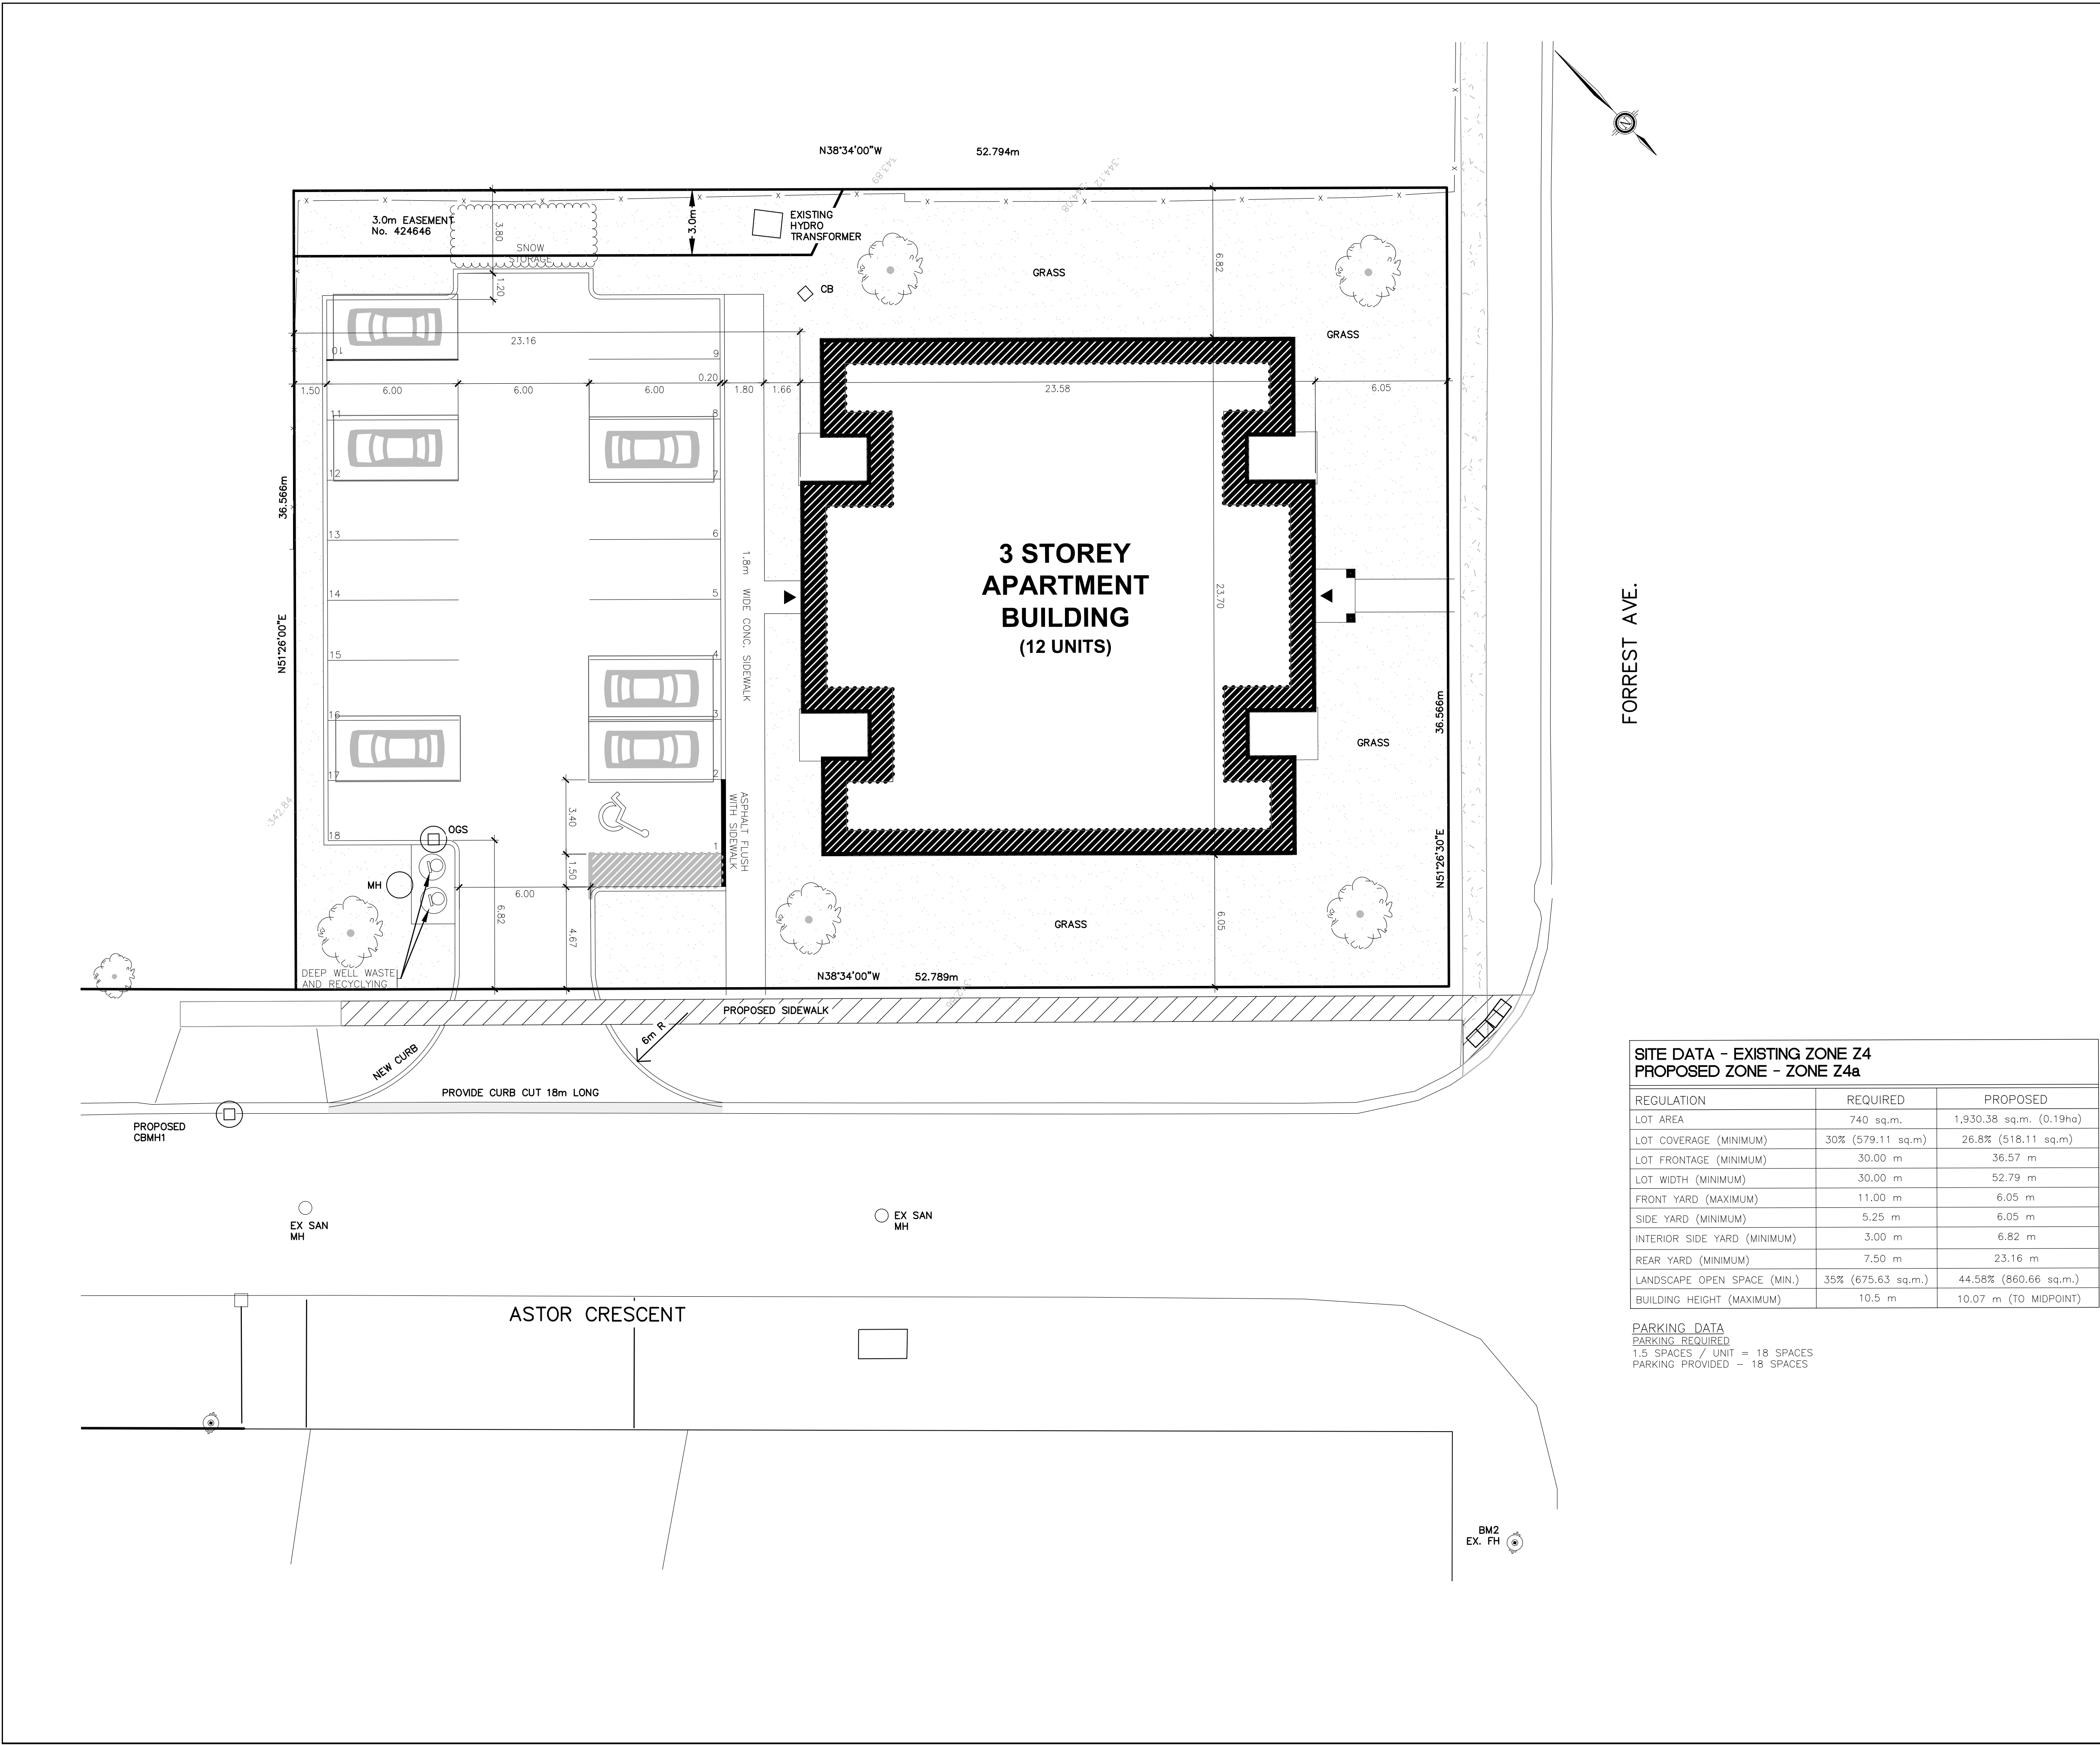 N38°34'00"W 52.794m
343.89
344.12
344.08
3.0m EASEMENT
No. 424646
3.80
SNOW
STORAGE
3.0m
EXISTING
HYDRO
TRANSFORMER
6.82
GRASS
CB
1.20
GRASS
23.16
10
9
0.20
1.50
6.00
6.00
6.00
1.80
1.66
23.58
6.05
11
8
12
7
36.566m
13
6
14
5
15
4
16
3
17
2
18
1
N51°26'00"E
1.8m WIDE CONC. SIDEWALK
3 STOREY
APARTMENT
BUILDING
(12 UNITS)
23.70
FORREST AVE.
36.566m
GRASS
N51°26'30"E
342.84
3.40
ASPHALT FLUSH
WITH SIDEWALK
OGS
1.50
MH
6.00
6.82
4.67
GRASS
6.05
DEEP WELL WASTE
AND RECYCLYING
N38°34'00"W 52.789m
PROPOSED SIDEWALK
6m R
NEW CURB
PROVIDE CURB CUT 18m LONG
PROPOSED
CBMH1
EX SAN
MH
EX SAN
MH
ASTOR CRESCENT
BM2
EX. FH
N
SITE DATA - EXISTING ZONE Z4
PROPOSED ZONE - ZONE Z4a
REGULATION REQUIRED PROPOSED
LOT AREA 740 sq.m. 1,930.38 sq.m. (0.19ha)
LOT COVERAGE (MINIMUM) 30% (579.11 sq.m) 26.8% (518.11 sq.m)
LOT FRONTAGE (MINIMUM) 30.00 m 36.57 m
LOT WIDTH (MINIMUM) 30.00 m 52.79 m
FRONT YARD (MAXIMUM) 11.00 m 6.05 m
SIDE YARD (MINIMUM) 5.25 m 6.05 m
INTERIOR SIDE YARD (MINIMUM) 3.00 m 6.82 m
REAR YARD (MINIMUM) 7.50 m 23.16 m
LANDSCAPE OPEN SPACE (MIN.) 35% (675.63 sq.m.) 44.58% (860.66 sq.m.)
BUILDING HEIGHT (MAXIMUM) 10.5 m 10.07 m (TO MIDPOINT)
PARKING DATA
PARKING REQUIRED
1.5 SPACES / UNIT = 18 SPACES
PARKING PROVIDED - 18 SPACES